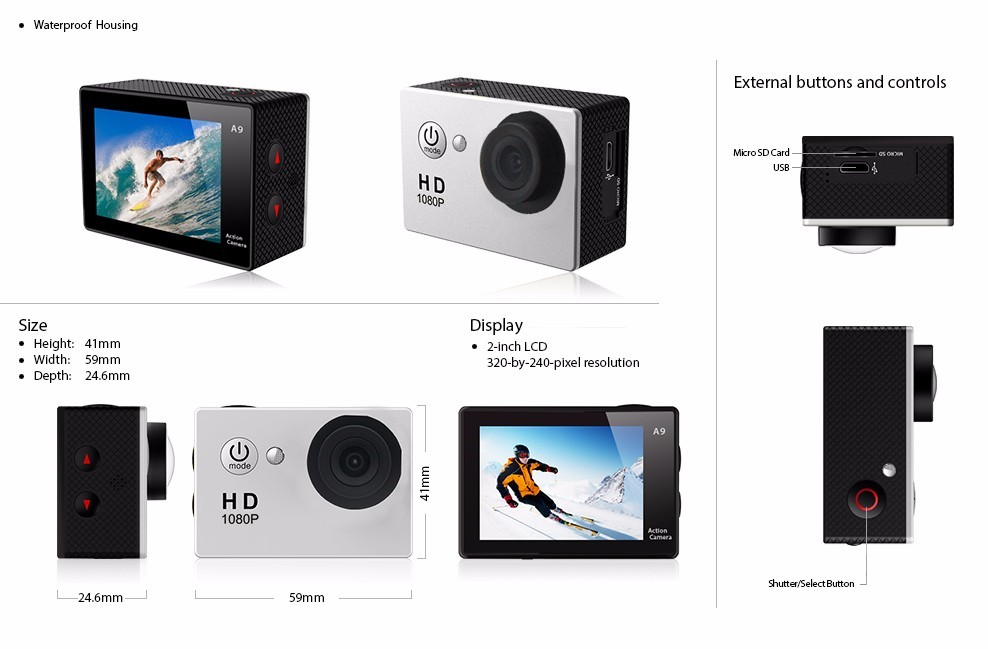 Waterproof Housing
A9
Action
Camera
mode
HD
1080P
MICRO SD
External buttons and controls
Micro SD Card
USB
MICRO SD
Size
Height: 41mm
Width: 59mm
Depth: 24.6mm
Display
2-inch LCD
320-by-240-pixel resolution
mode
HD
1080P
41mm
A9
Action
Camera
24.6mm
59mm
Shutter/Select Button